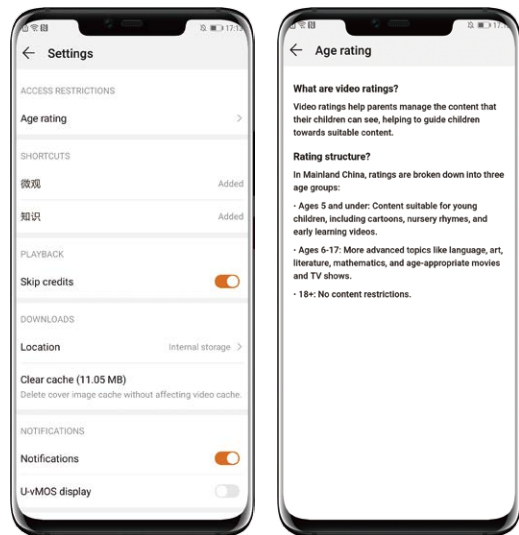 17:13
← Settings
ACCESS RESTRICTIONS
Age rating
SHORTCUTS
微观 Added
知识 Added
PLAYBACK
Skip credits
DOWNLOADS
Location Internal storage
Clear cache (11.05 MB)
Delete cover image cache without affecting video cache.
NOTIFICATIONS
Notifications
U-vMOS display
← Age rating
What are video ratings?
Video ratings help parents manage the content that
their children can see, helping to guide children
towards suitable content.
Rating structure?
In Mainland China, ratings are broken down into three
age groups:
· Ages 5 and under: Content suitable for young
children, including cartoons, nursery rhymes, and
early learning videos.
· Ages 6-17: More advanced topics like language, art,
literature, mathematics, and age-appropriate movies
and TV shows.
· 18+: No content restrictions.